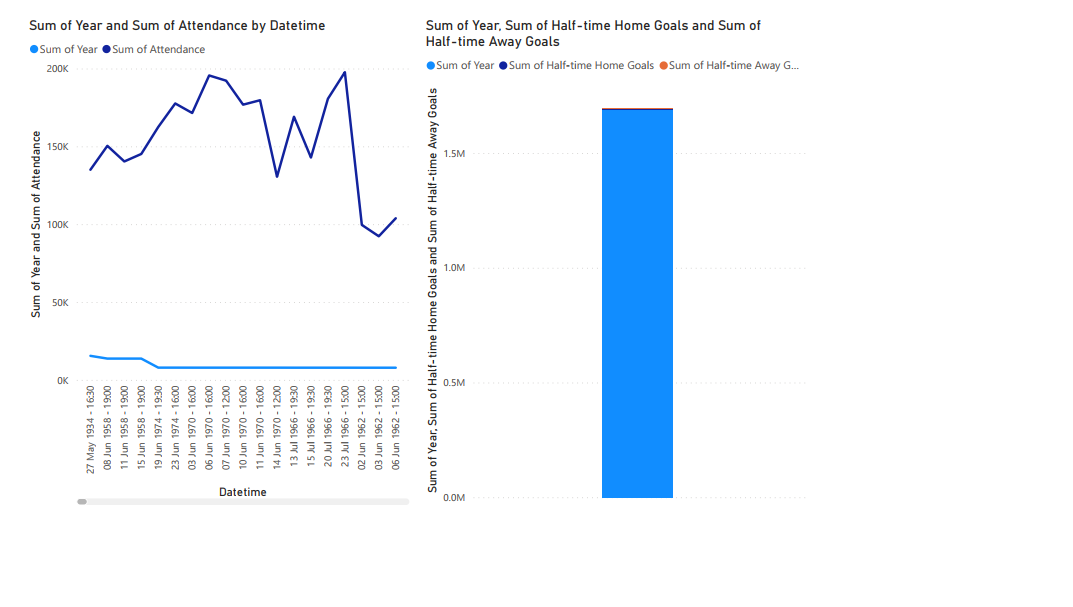 Sum of Year and Sum of Attendance by Datetime
Sum of Year Sum of Attendance
Sum of Year and Sum of Attendance
200K
150K
100K
50K
0K
27 May 1934 - 16:30
08 Jun 1958 - 19:00
11 Jun 1958 - 19:00
15 Jun 1958 - 19:00
19 Jun 1974 - 19:30
23 Jun 1974 - 16:00
03 Jun 1970 - 16:00
06 Jun 1970 - 16:00
07 Jun 1970 - 12:00
10 Jun 1970 - 16:00
11 Jun 1970 - 16:00
14 Jun 1970 - 12:00
13 Jul 1966 - 19:30
15 Jul 1966 - 19:30
20 Jul 1966 - 19:30
23 Jul 1966 - 15:00
02 Jun 1962 - 15:00
03 Jun 1962 - 15:00
06 Jun 1962 - 15:00
Datetime
Sum of Year, Sum of Half-time Home Goals and Sum of
Half-time Away Goals
Sum of Year Sum of Half-time Home Goals Sum of Half-time Away G...
Sum of Year, Sum of Half-time Home Goals and Sum of Half-time Away Goals
1.5M
1.0M
0.5M
0.0M